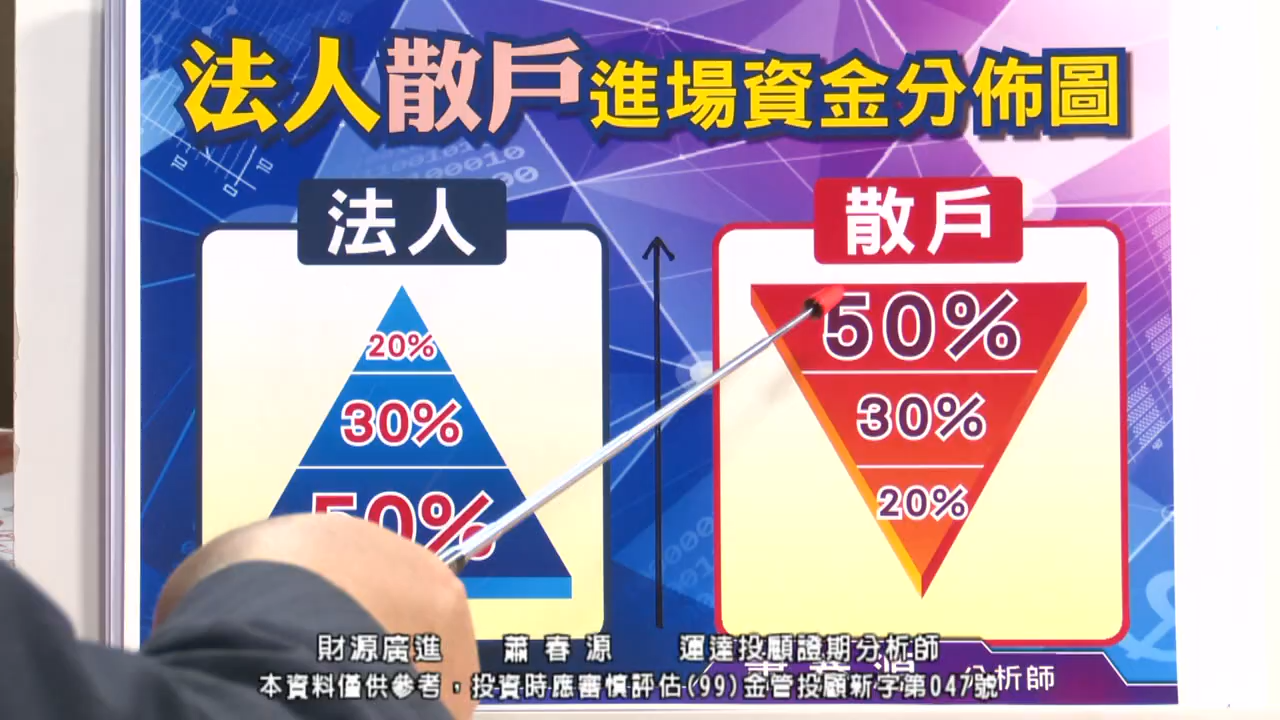 法人散戶進場資金分佈圖
法人
散戶
20%
30%
50%
50%
30%
20%
財源廣進 蕭春源 運達投顧證期分析師
分析師
本資料僅供參考，投資時應審慎評估(99)金管投顧新字第047號